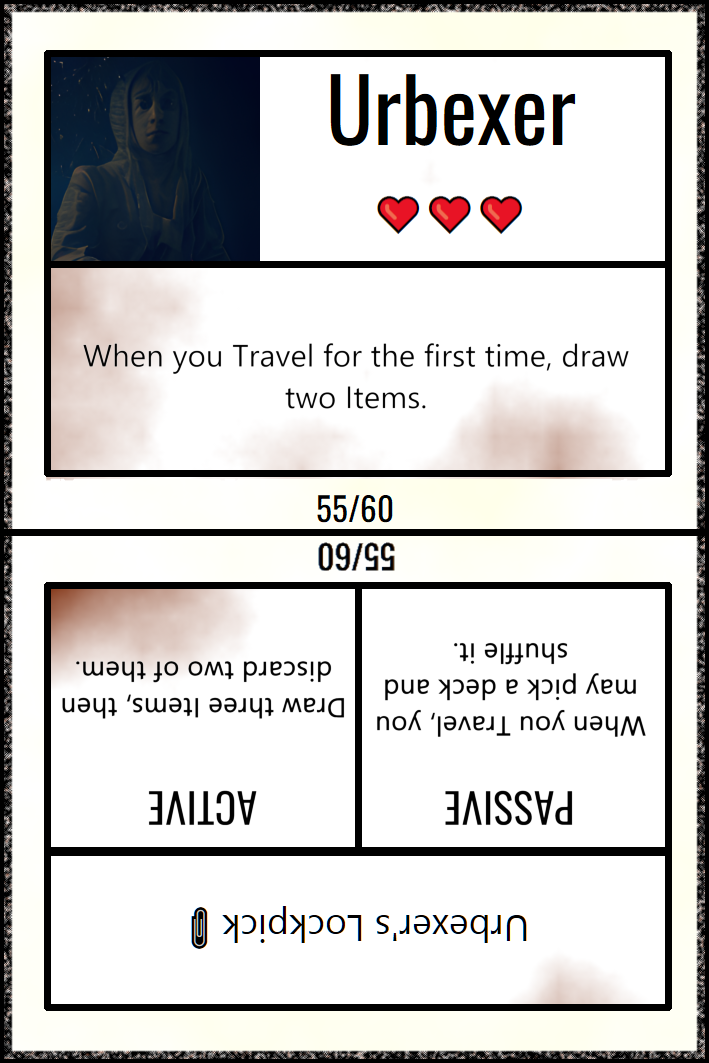 Urbexer
When you Travel for the first time, draw
two Items.
55/60
55/60
Urbexer's Lockpick
PASSIVE
When you Travel, you
may pick a deck and
shuffle it.
ACTIVE
Draw three Items, then
discard two of them.